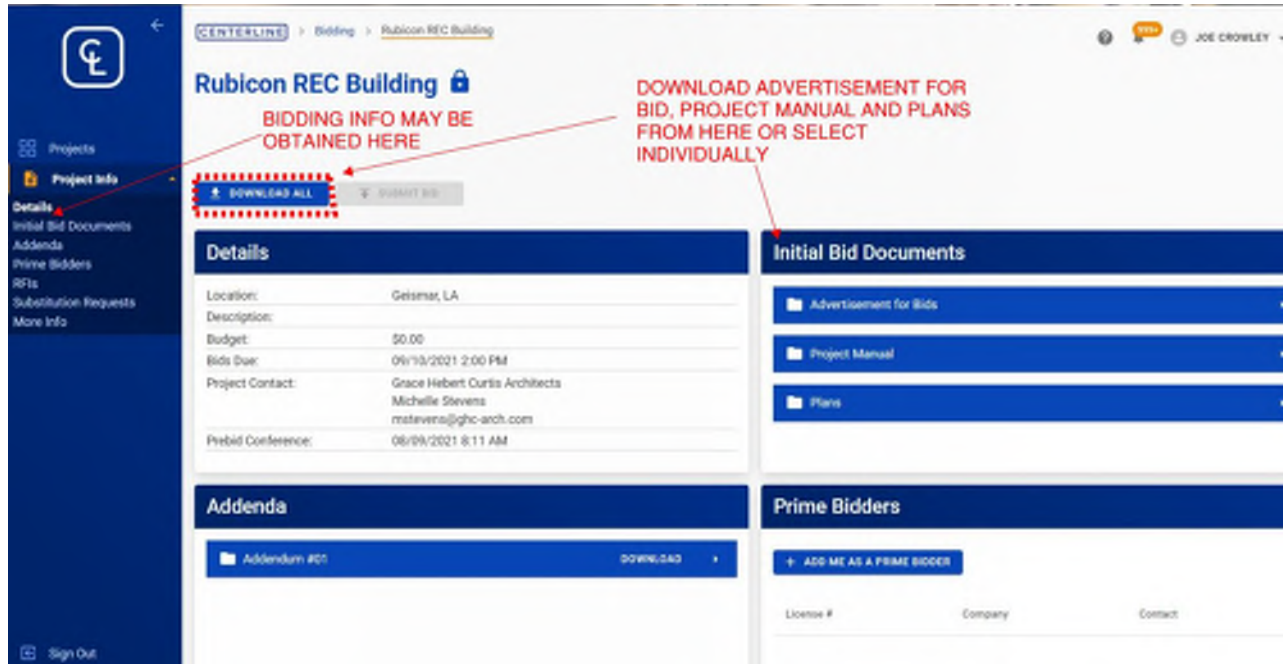 CENTERLINE > Bidding > Rubicon REC Building
999+
JOE CROWLEY
CL
Rubicon REC Building
BIDDING INFO MAY BE
OBTAINED HERE
DOWNLOAD ADVERTISEMENT FOR
BID, PROJECT MANUAL AND PLANS
FROM HERE OR SELECT
INDIVIDUALLY
Projects
Project Info
Details
Initial Bid Documents
Addenda
Prime Bidders
RFIs
Substitution Requests
More Info
DOWNLOAD ALL
SUBMIT BID
Details
Location: Geismar, LA
Description:
Budget: $0.00
Bids Due: 09/10/2021 2:00 PM
Project Contact: Grace Hebert Curtis Architects
Michelle Stevens
mstevens@ghc-arch.com
Prebid Conference: 08/09/2021 8:11 AM
Initial Bid Documents
Advertisement for Bids
Project Manual
Plans
Addenda
Addendum #01 DOWNLOAD
Prime Bidders
+ ADD ME AS A PRIME BIDDER
License # Company Contact
Sign Out